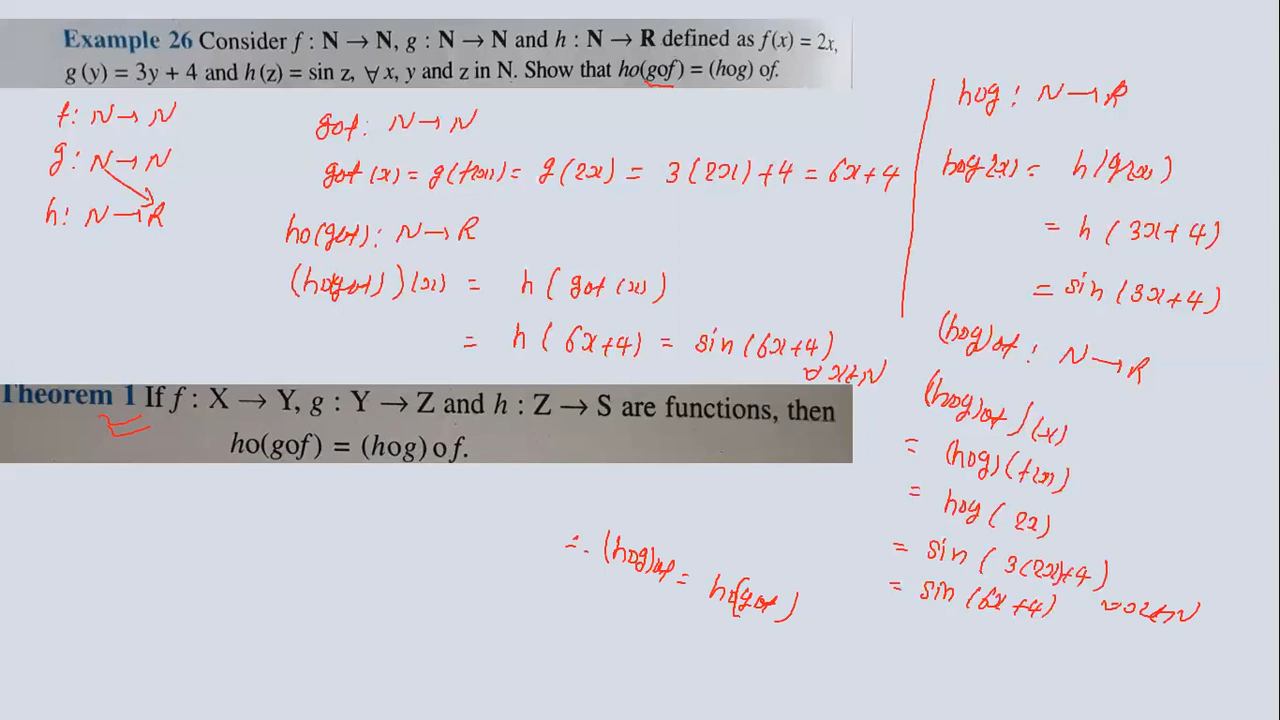 Example 26 Consider f : N → N, g : N → N and h : N → R defined as f(x) = 2x,
g (y) = 3y + 4 and h(z) = sin z, ∀ x, y and z in N. Show that ho(gof) = (hog) of.
f: N → N
g: N → N
h: N → R
gof: N → N
gof (x) = g(f(x)) = g(2x) = 3(2x)+4 = 6x+4
ho(gof): N → R
(ho(gof))(x) = h(gof(x))
= h(6x+4) = sin(6x+4)
∀ x∈N
Theorem 1 If f : X → Y, g : Y → Z and h : Z → S are functions, then
ho(gof) = (hog) o f.
hog: N → R
hog(x) = h(g(x))
= h(3x+4)
= sin(3x+4)
(hog)of: N → R
(hog)of)(x)
= (hog)(f(x))
= hog(2x)
= sin(3(2x)+4)
= sin(6x+4) ∀ x∈N
∴ (hog)of = ho(gof)